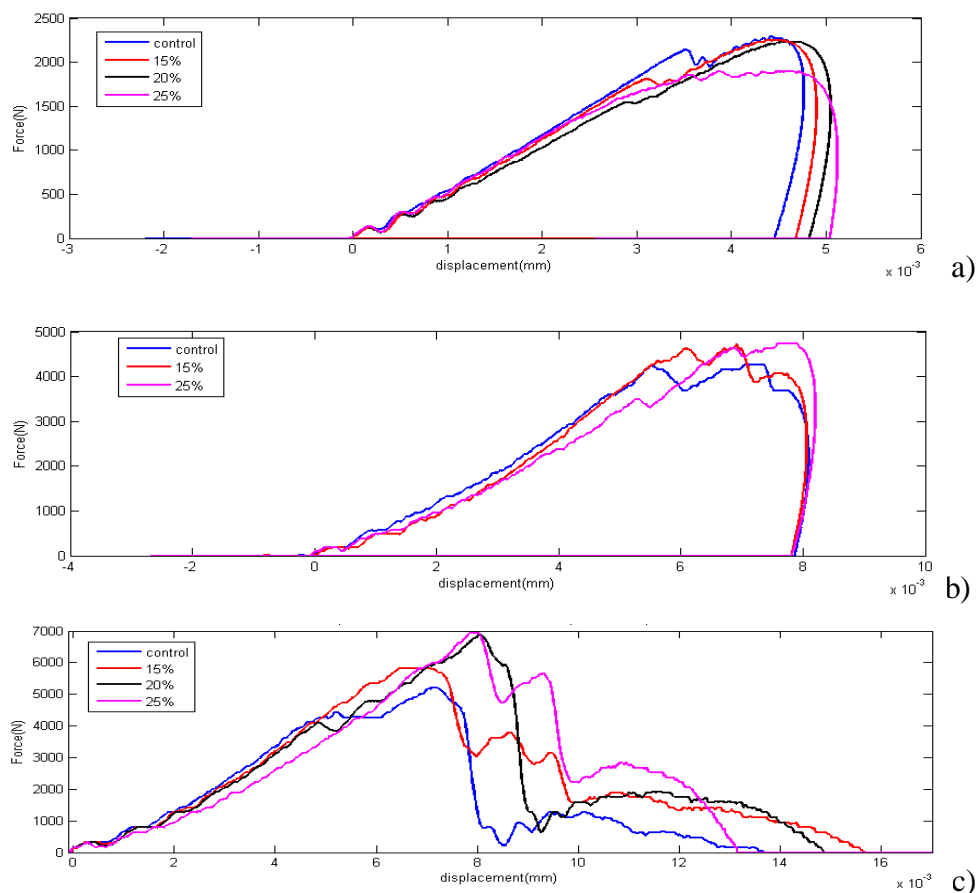 2500
2000
1500
1000
500
0
Force(N)
control
15%
20%
25%
-3 -2 -1 0 1 2 3 4 5 6
displacement(mm)
x 10⁻³
a)
5000
4000
3000
2000
1000
0
Force(N)
control
15%
25%
-4 -2 0 2 4 6 8 10
displacement(mm)
x 10⁻³
b)
7000
6000
5000
4000
3000
2000
1000
0
Force(N)
control
15%
20%
25%
2 4 6 8 10 12 14 16
displacement(mm)
x 10⁻³
c)